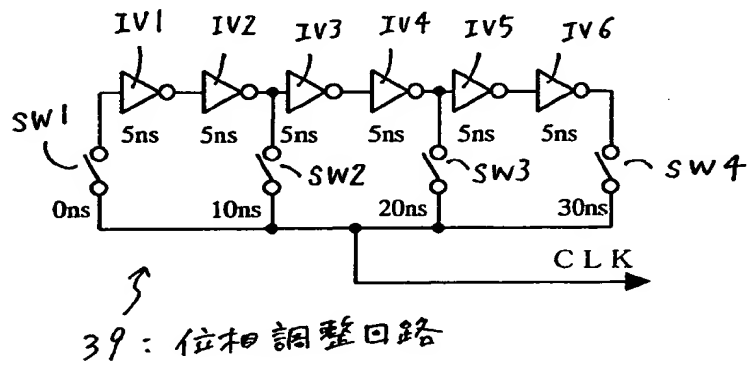 IV1 IV2 IV3 IV4 IV5 IV6
5ns 5ns 5ns 5ns 5ns 5ns
SW1 SW2 SW3 SW4
0ns 10ns 20ns 30ns
CLK
39: 位相調整回路